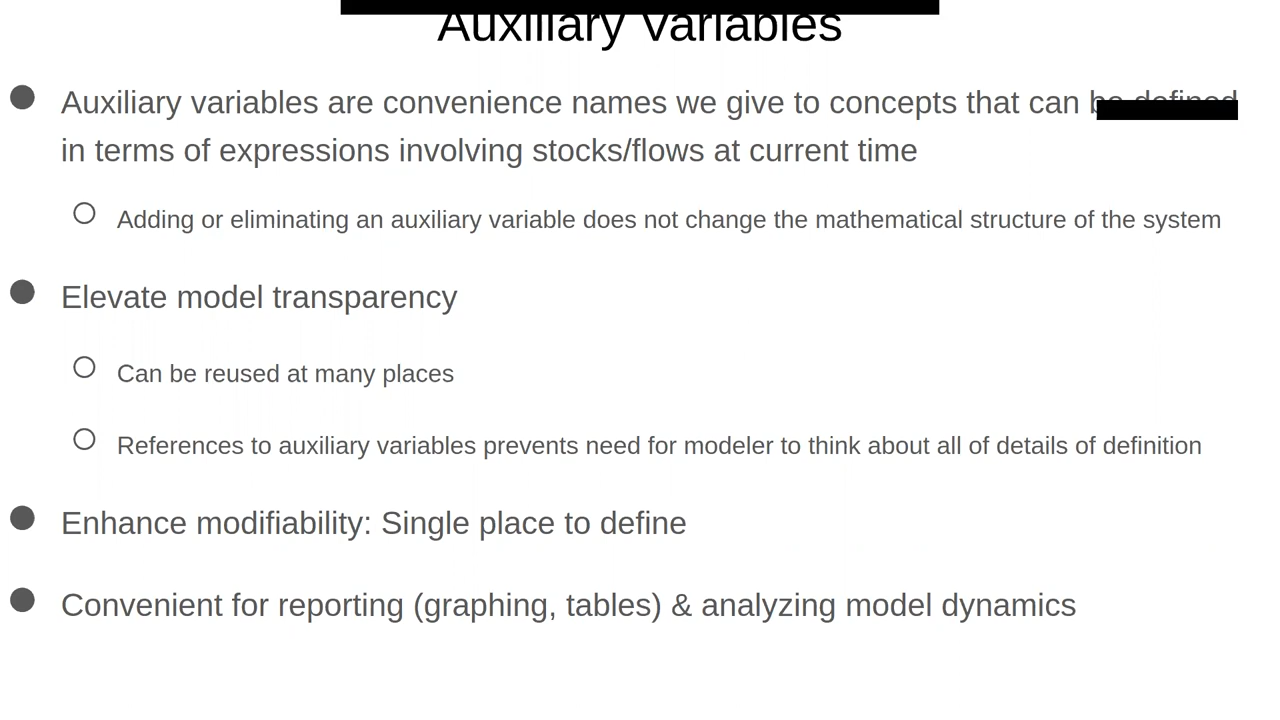 Auxiliary Variables
Auxiliary variables are convenience names we give to concepts that can be defined
in terms of expressions involving stocks/flows at current time
Adding or eliminating an auxiliary variable does not change the mathematical structure of the system
Elevate model transparency
Can be reused at many places
References to auxiliary variables prevents need for modeler to think about all of details of definition
Enhance modifiability: Single place to define
Convenient for reporting (graphing, tables) & analyzing model dynamics